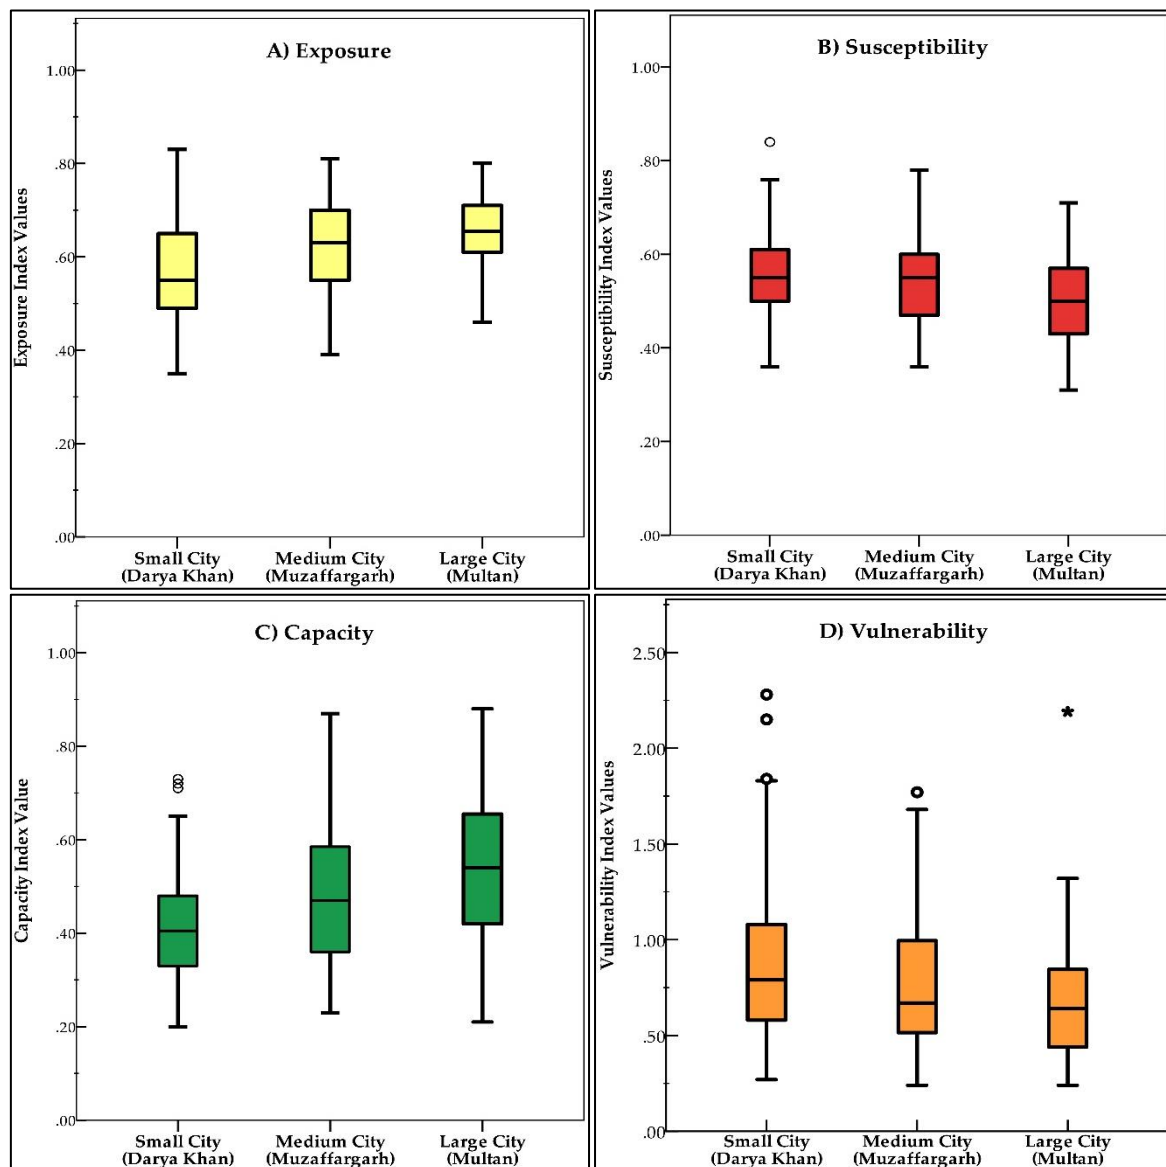 A) Exposure
Exposure Index Values
1.00
.80
.60
.40
.20
.00
Small City
(Darya Khan)
Medium City
(Muzaffargarh)
Large City
(Multan)
B) Susceptibility
Susceptibility Index Values
1.00
.80
.60
.40
.20
.00
Small City
(Darya Khan)
Medium City
(Muzaffargarh)
Large City
(Multan)
C) Capacity
Capacity Index Value
1.00
.80
.60
.40
.20
.00
Small City
(Darya Khan)
Medium City
(Muzaffargarh)
Large City
(Multan)
D) Vulnerability
Vulnerability Index Values
2.50
2.00
1.50
1.00
.50
.00
Small City
(Darya Khan)
Medium City
(Muzaffargarh)
Large City
(Multan)